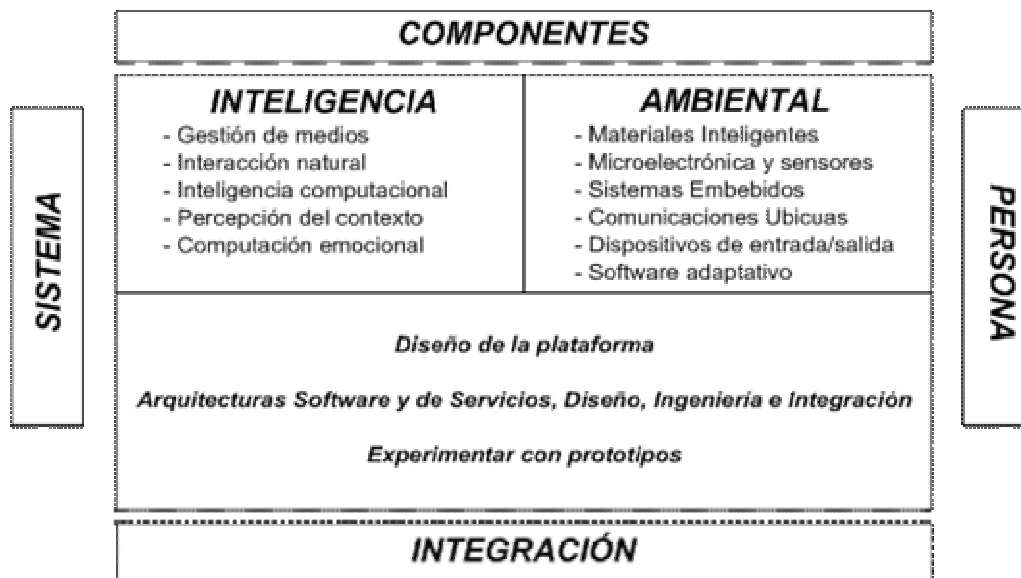 COMPONENTES
SISTEMA
INTELIGENCIA
- Gestión de medios
- Interacción natural
- Inteligencia computacional
- Percepción del contexto
- Computación emocional
AMBIENTAL
- Materiales Inteligentes
- Microelectrónica y sensores
- Sistemas Embebidos
- Comunicaciones Ubicuas
- Dispositivos de entrada/salida
- Software adaptativo
PERSONA
Diseño de la plataforma
Arquitecturas Software y de Servicios, Diseño, Ingeniería e Integración
Experimentar con prototipos
INTEGRACIÓN